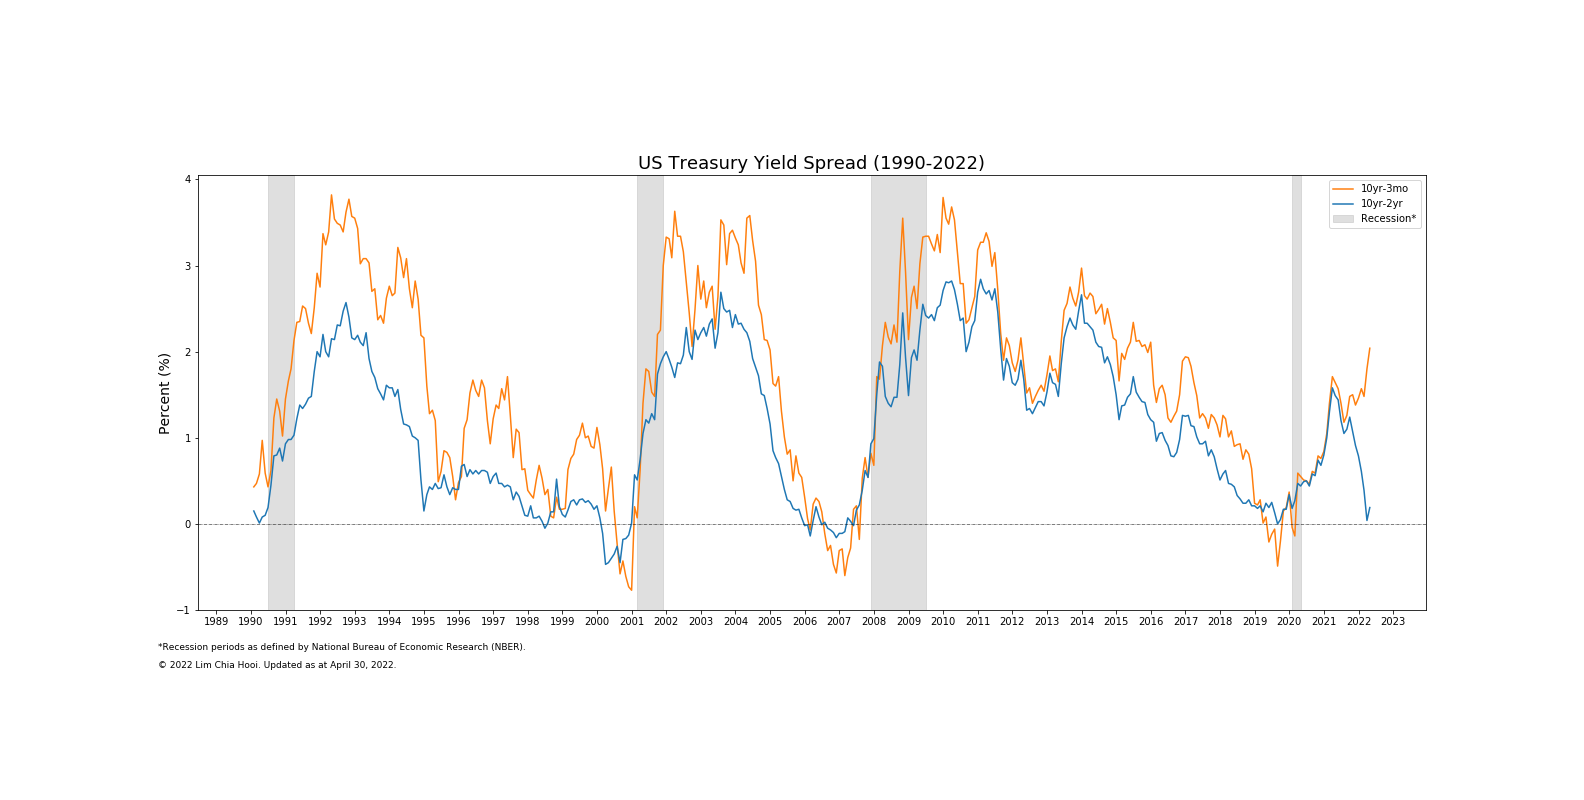 US Treasury Yield Spread (1990-2022)
Percent (%)
4
3
2
1
0
−1
10yr-3mo
10yr-2yr
Recession*
1989 1990 1991 1992 1993 1994 1995 1996 1997 1998 1999 2000 2001 2002 2003 2004 2005 2006 2007 2008 2009 2010 2011 2012 2013 2014 2015 2016 2017 2018 2019 2020 2021 2022 2023
*Recession periods as defined by National Bureau of Economic Research (NBER).
© 2022 Lim Chia Hooi. Updated as at April 30, 2022.